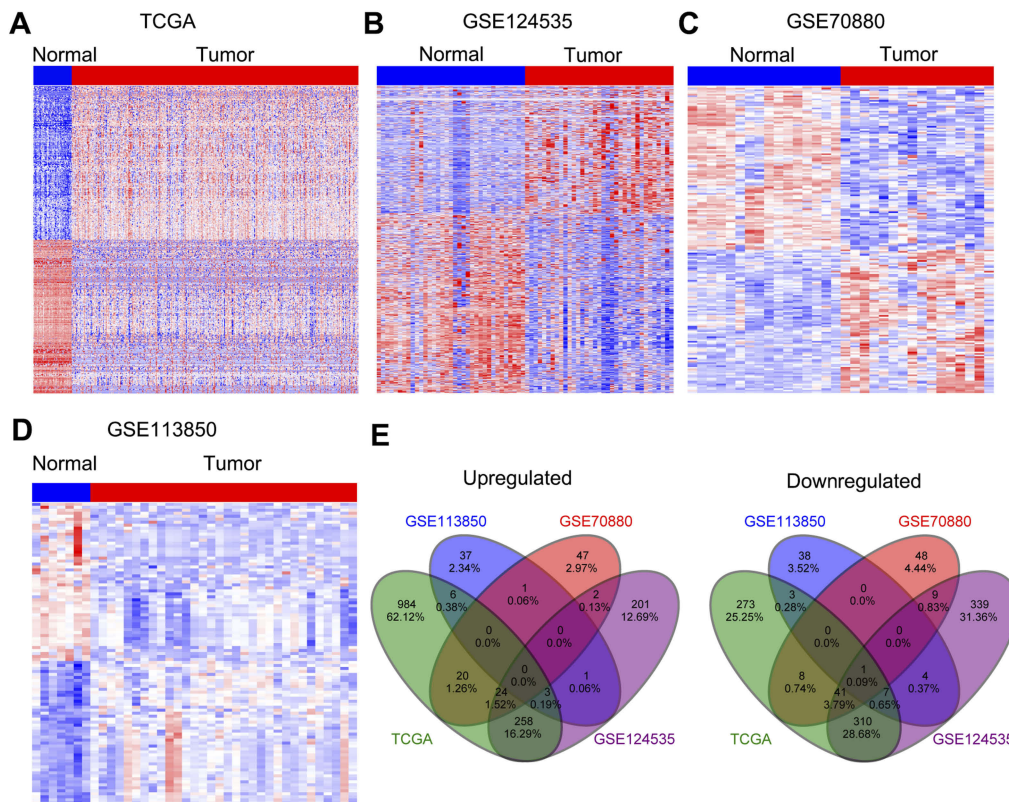 A
TCGA
Normal
Tumor
B
GSE124535
Normal
Tumor
C
GSE70880
Normal
Tumor
D
GSE113850
Normal
Tumor
E
Upregulated
GSE113850
GSE70880
37
2.34%
47
2.97%
6
0.38%
1
0.06%
2
0.13%
984
62.12%
201
12.69%
0
0.0%
0
0.0%
0
0.0%
20
1.26%
24
1.52%
3
0.19%
1
0.06%
258
16.29%
TCGA
GSE124535
Downregulated
GSE113850
GSE70880
38
3.52%
48
4.44%
3
0.28%
0
0.0%
9
0.83%
273
25.25%
339
31.36%
0
0.0%
0
0.0%
1
0.09%
8
0.74%
41
3.79%
7
0.65%
4
0.37%
310
28.68%
TCGA
GSE124535